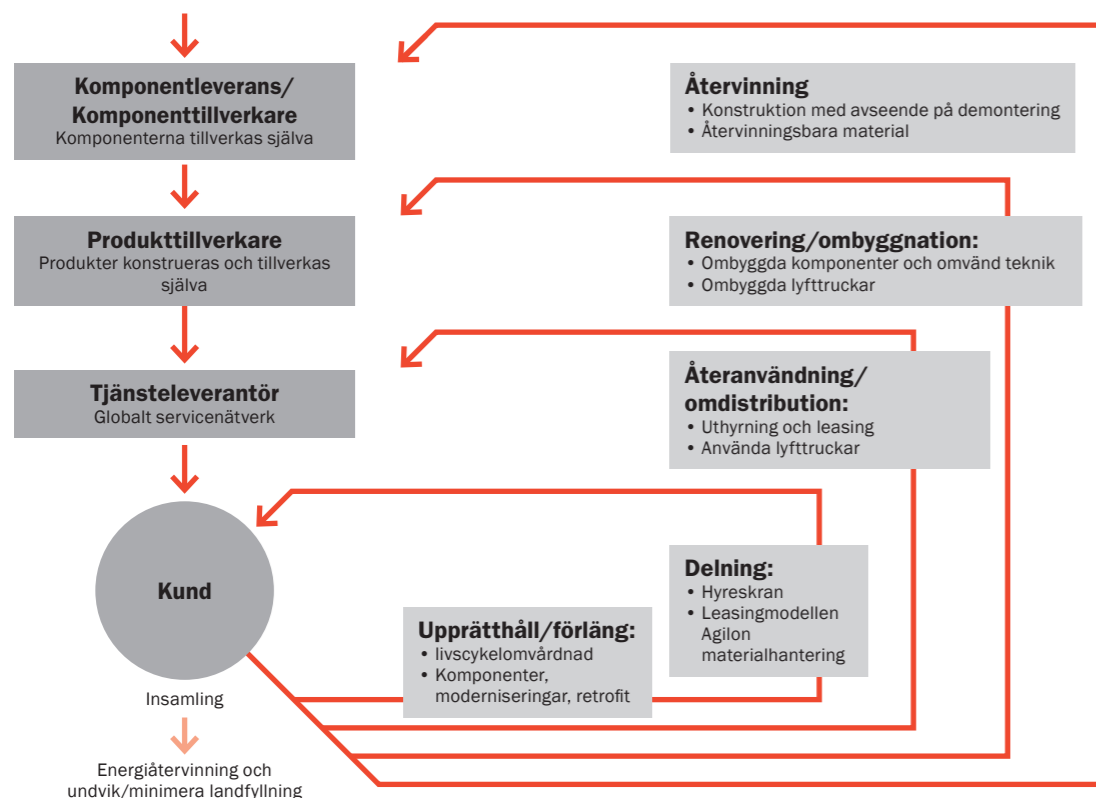 Komponentleverans/
Komponenttillverkare
Komponenterna tillverkas själva
Produkttillverkare
Produkter konstrueras och tillverkas
själva
Tjänsteleverantör
Globalt servicenätverk
Kund
Insamling
Energiåtervinning och
undvik/minimera landfyllning
Återvinning
• Konstruktion med avseende på demontering
• Återvinningsbara material
Renovering/ombyggnation:
• Ombyggda komponenter och omvänd teknik
• Ombyggda lyfttruckar
Återanvändning/
omdistribution:
• Uthyrning och leasing
• Använda lyfttruckar
Delning:
• Hyreskran
• Leasingmodellen
Agilon
materialhantering
Upprätthåll/förläng:
• livscykelomvårdnad
• Komponenter,
moderniseringar, retrofit